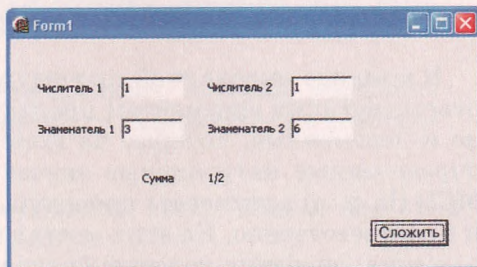 Form1
Числитель 1 1 Числитель 2 1
Знаменатель 1 3 Знаменатель 2 6
Сумма 1/2
Сложить